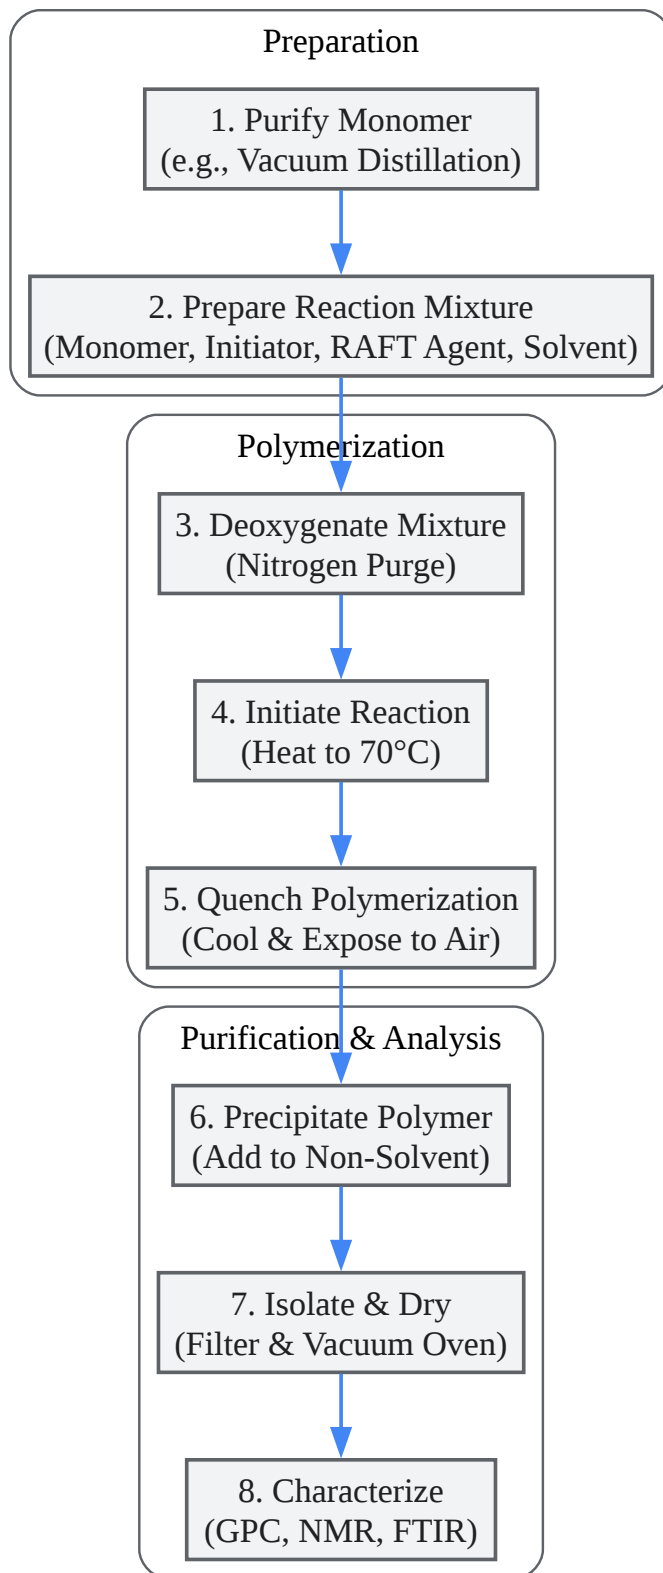 Preparation
1. Purify Monomer
(e.g., Vacuum Distillation)
2. Prepare Reaction Mixture
(Monomer, Initiator, RAFT Agent, Solvent)
Polymerization
3. Deoxygenate Mixture
(Nitrogen Purge)
4. Initiate Reaction
(Heat to 70°C)
5. Quench Polymerization
(Cool & Expose to Air)
Purification & Analysis
6. Precipitate Polymer
(Add to Non-Solvent)
7. Isolate & Dry
(Filter & Vacuum Oven)
8. Characterize
(GPC, NMR, FTIR)